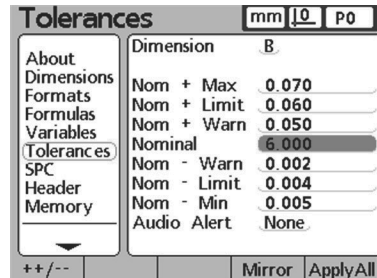 Tolerances mm 10 P0
About
Dimensions
Formats
Formulas
Variables
Tolerances
SPC
Header
Memory
Dimension B
Nom + Max 0.070
Nom + Limit 0.060
Nom + Warn 0.050
Nominal 6.000
Nom - Warn 0.002
Nom - Limit 0.004
Nom - Min 0.005
Audio Alert None
++/-- Mirror ApplyAll